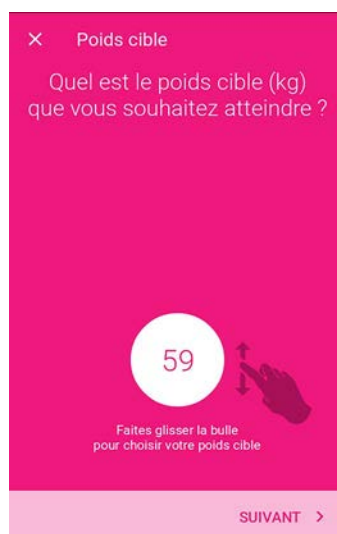 Poids cible
Quel est le poids cible (kg)
que vous souhaitez atteindre ?
59
Faites glisser la bulle
pour choisir votre poids cible
SUIVANT >